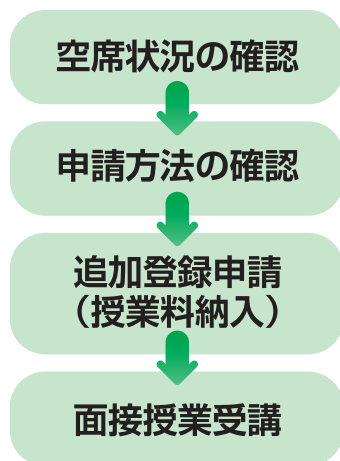 空席状況の確認
申請方法の確認
追加登録申請
（授業料納入）
面接授業受講